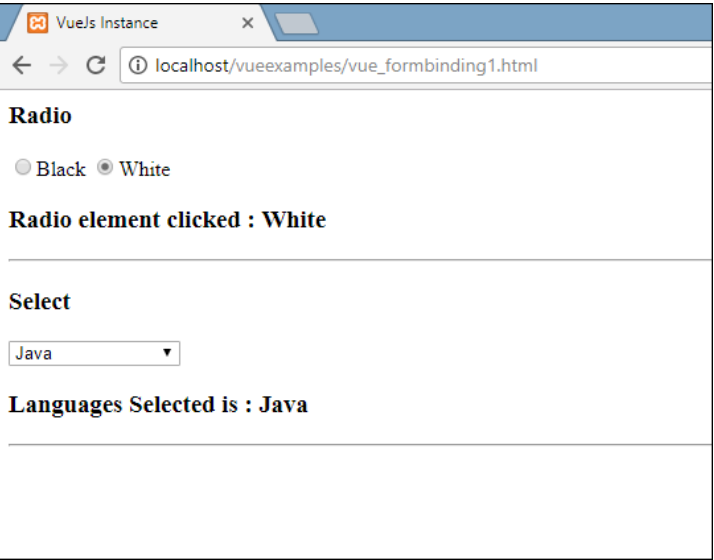 VueJs Instance
localhost/vueexamples/vue_formbinding1.html
Radio
Black White
Radio element clicked : White
Select
Java
Languages Selected is : Java